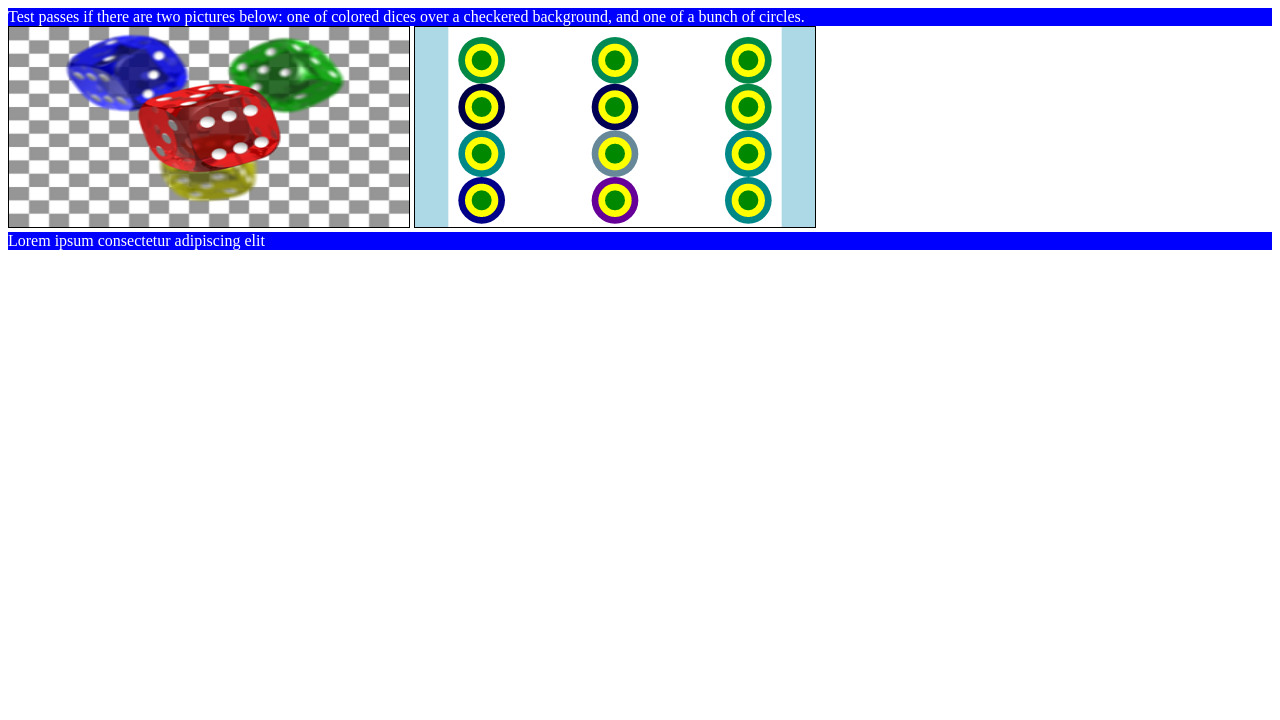 Test passes if there are two pictures below: one of colored dices over a checkered background, and one of a bunch of circles.
Lorem ipsum consectetur adipiscing elit